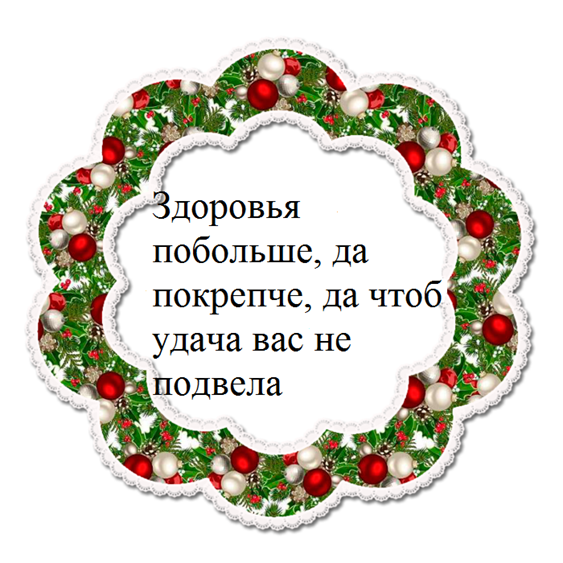 Здоровья
побольше, да
покрепче, да чтоб
удача вас не
подвела